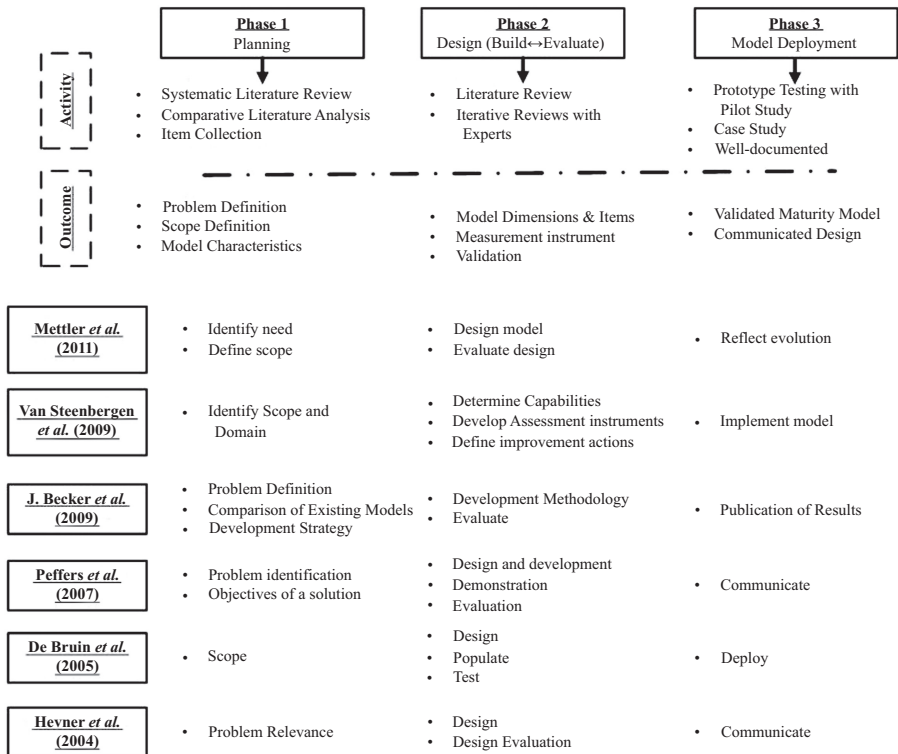 Phase 1
Planning
Phase 2
Design (Build↔Evaluate)
Phase 3
Model Deployment
Activity
• Systematic Literature Review
• Comparative Literature Analysis
• Item Collection
• Literature Review
• Iterative Reviews with
Experts
• Prototype Testing with
Pilot Study
• Case Study
• Well-documented
Outcome
• Problem Definition
• Scope Definition
• Model Characteristics
• Model Dimensions & Items
• Measurement instrument
• Validation
• Validated Maturity Model
• Communicated Design
Mettler et al.
(2011)
• Identify need
• Define scope
• Design model
• Evaluate design
• Reflect evolution
Van Steenbergen
et al. (2009)
• Identify Scope and
Domain
• Determine Capabilities
• Develop Assessment instruments
• Define improvement actions
• Implement model
J. Becker et al.
(2009)
• Problem Definition
• Comparison of Existing Models
• Development Strategy
• Development Methodology
• Evaluate
• Publication of Results
Peffers et al.
(2007)
• Problem identification
• Objectives of a solution
• Design and development
• Demonstration
• Evaluation
• Communicate
De Bruin et al.
(2005)
• Scope
• Design
• Populate
• Test
• Deploy
Hevner et al.
(2004)
• Problem Relevance
• Design
• Design Evaluation
• Communicate